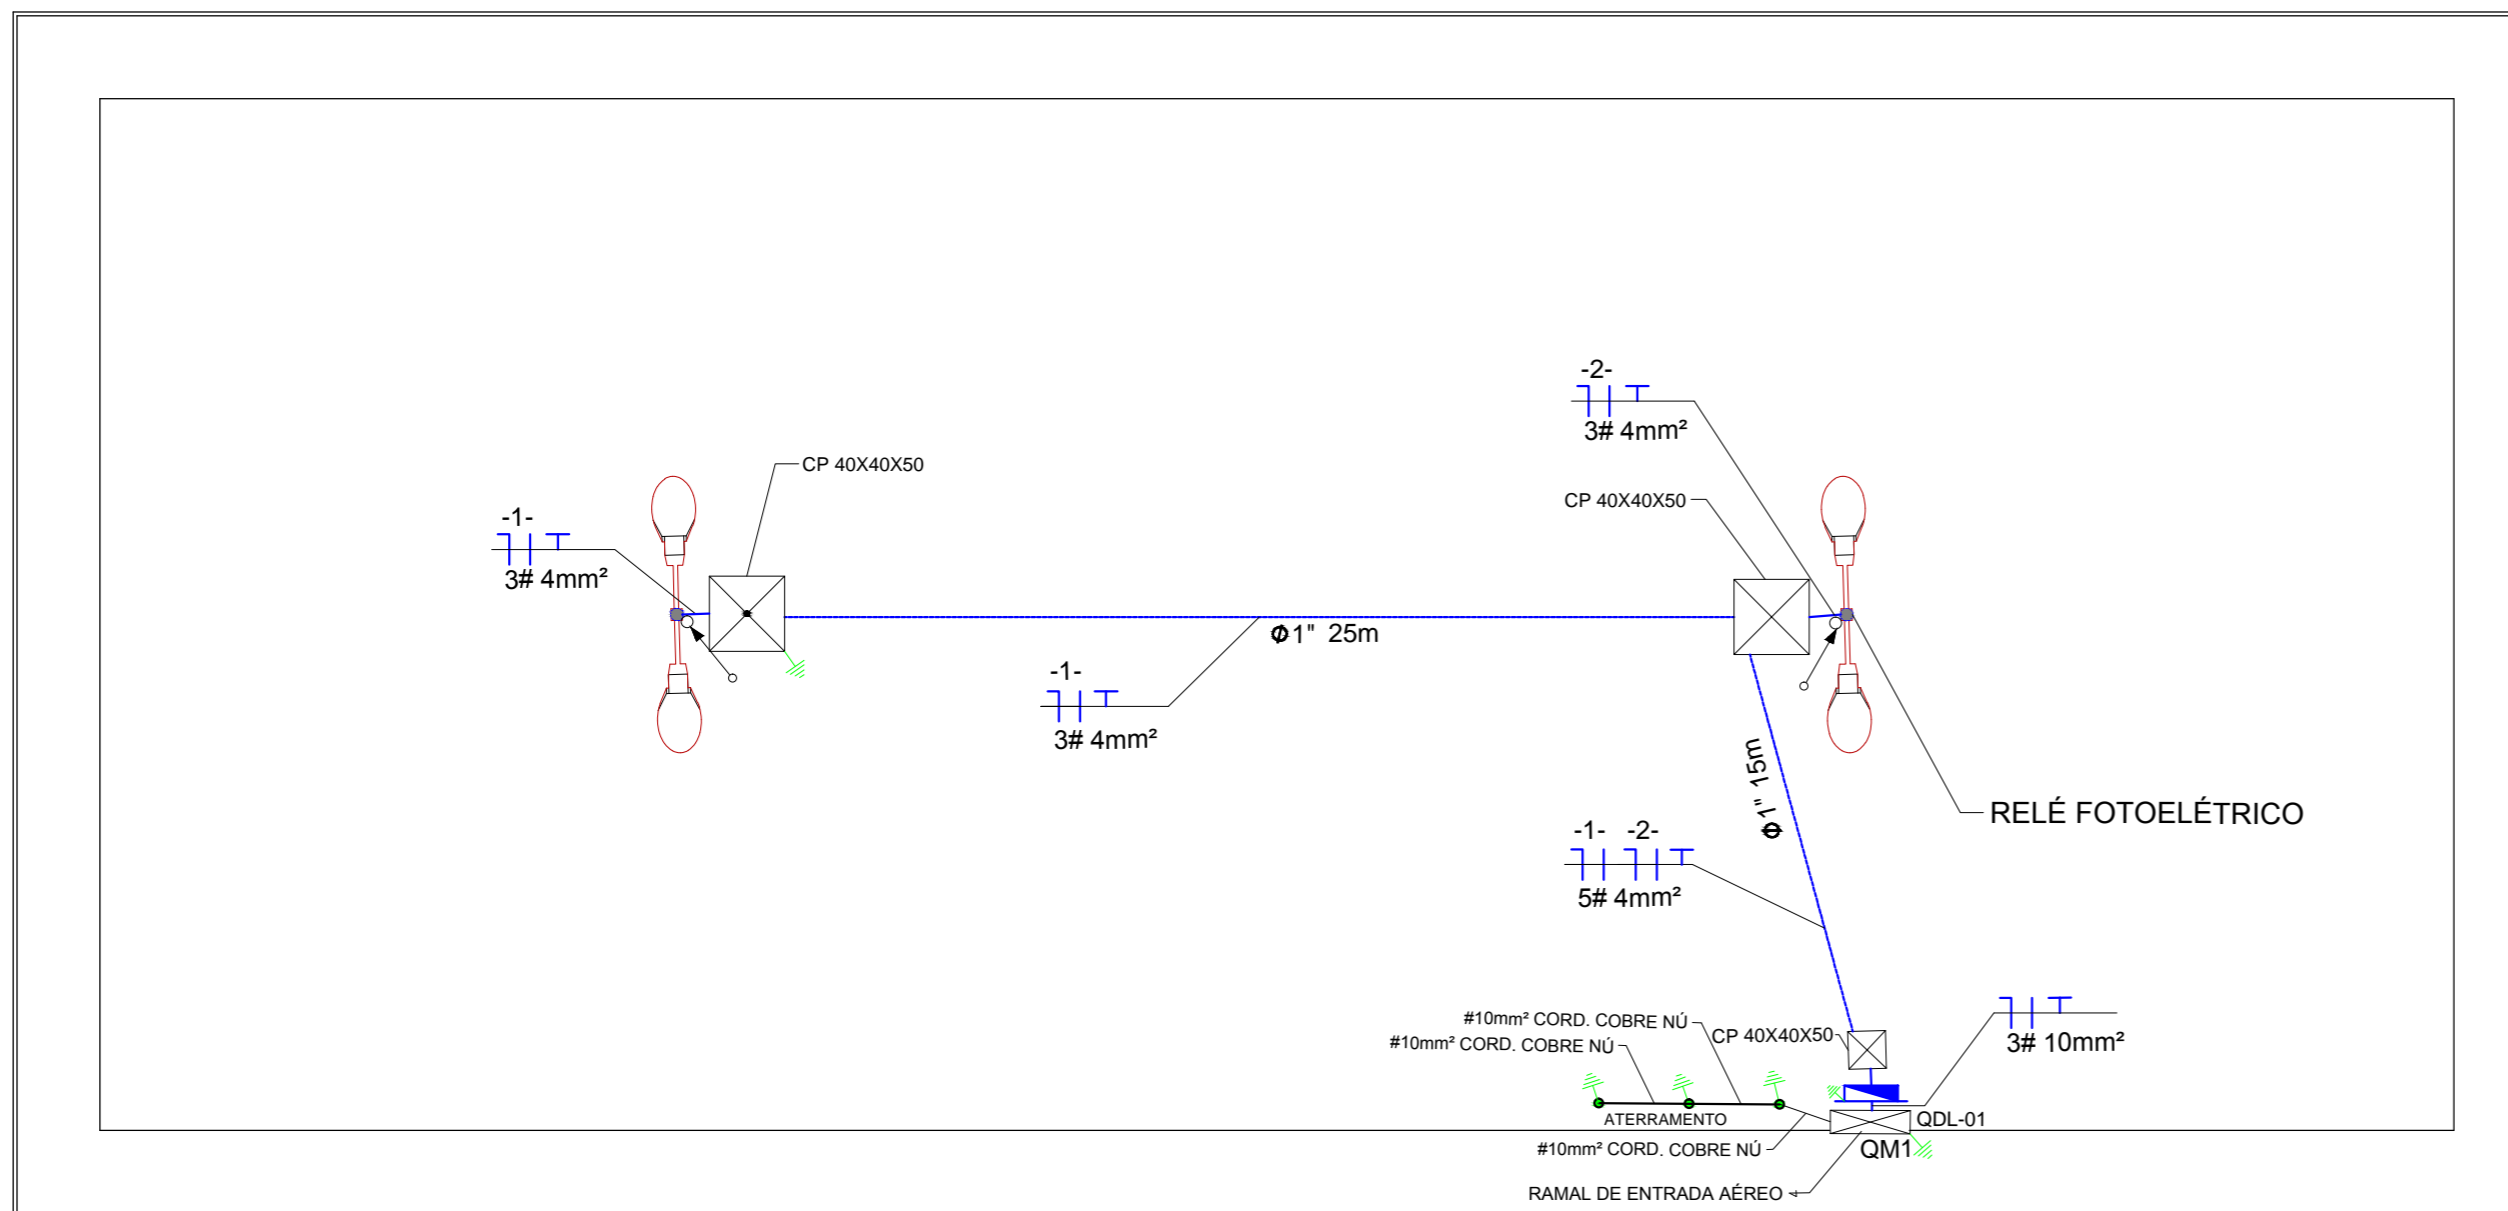 -2-
3# 4mm²
CP 40X40X50
CP 40X40X50
-1-
3# 4mm²
Φ1" 25m
-1-
3# 4mm²
Φ1" 15m
RELÉ FOTOELÉTRICO
-1- -2-
5# 4mm²
#10mm² CORD. COBRE NÚ
#10mm² CORD. COBRE NÚ
CP 40X40X50
3# 10mm²
ATERRAMENTO
QDL-01
#10mm² CORD. COBRE NÚ
QM1
RAMAL DE ENTRADA AÉREO